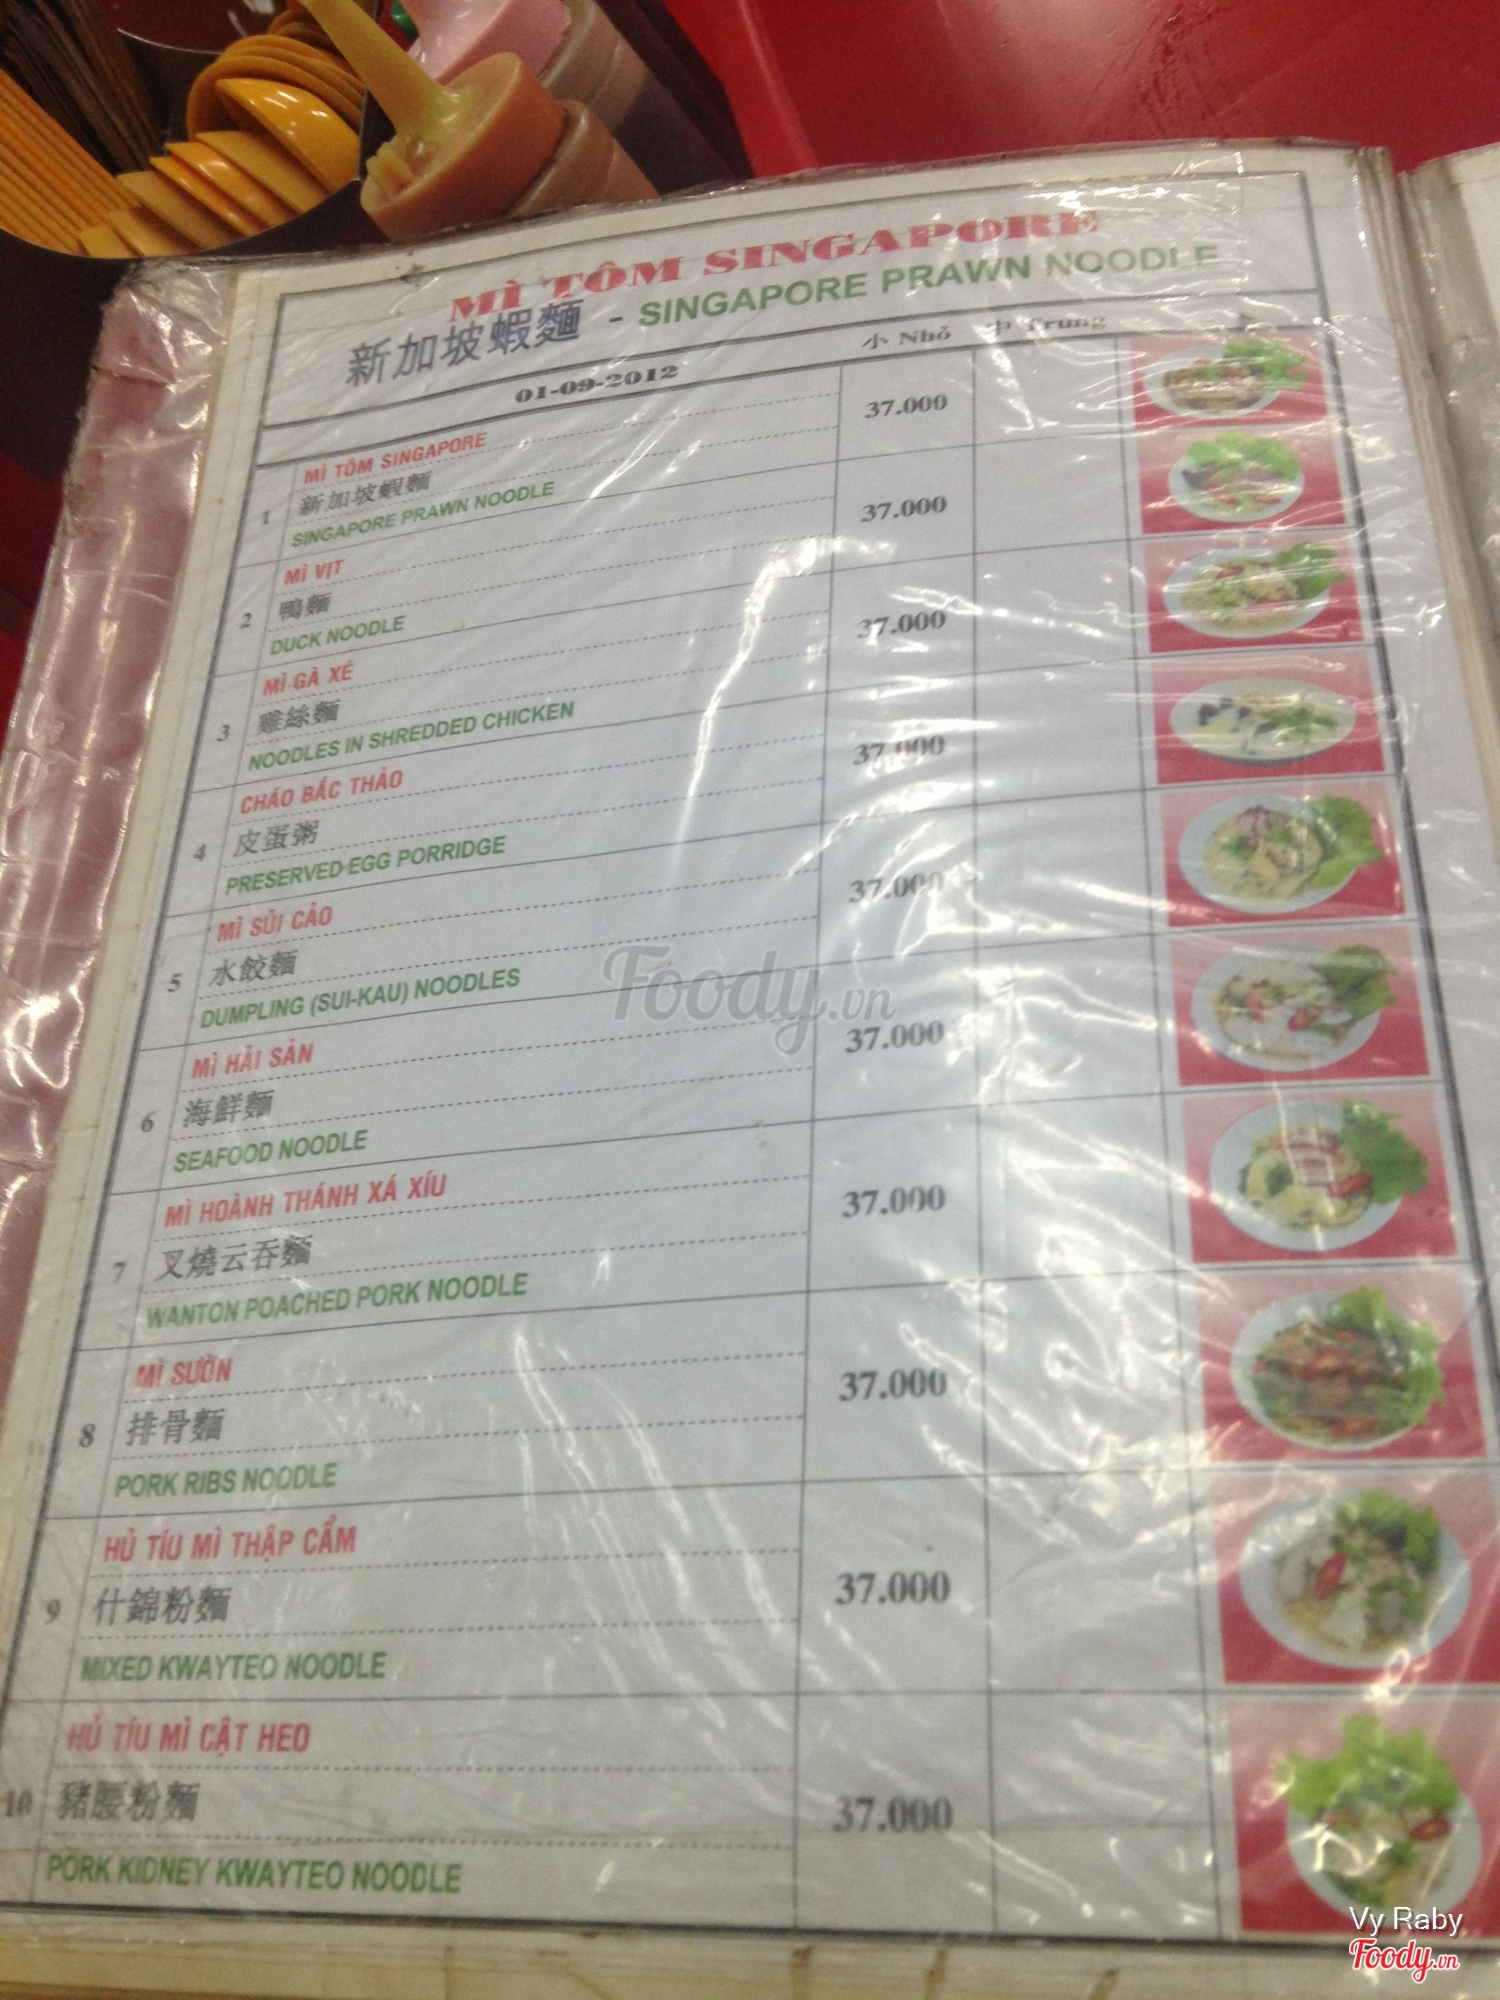 MÌ TÔM SINGAPORE
新加坡蝦麵 - SINGAPORE PRAWN NOODLE
01-09-2012 小 Nhỏ 中 Trung
1 MÌ TÔM SINGAPORE 37.000
新加坡蝦麵
SINGAPORE PRAWN NOODLE
2 MÌ VỊT 37.000
鴨麵
DUCK NOODLE
3 MÌ GÀ XÉ 37.000
雞絲麵
NOODLES IN SHREDDED CHICKEN
4 CHÁO BẮC THẢO 37.000
皮蛋粥
PRESERVED EGG PORRIDGE
5 MÌ SỦI CẢO 37.000
水餃麵
DUMPLING (SUI-KAU) NOODLES
6 MÌ HẢI SẢN 37.000
海鮮麵
SEAFOOD NOODLE
7 MÌ HOÀNH THÁNH XÁ XÍU 37.000
叉燒云吞麵
WANTON POACHED PORK NOODLE
8 MÌ SƯỜN 37.000
排骨麵
PORK RIBS NOODLE
9 HỦ TÍU MÌ THẬP CẨM 37.000
什錦粉麵
MIXED KWAYTEO NOODLE
10 HỦ TÍU MÌ CẬT HEO 37.000
豬腰粉麵
PORK KIDNEY KWAYTEO NOODLE
Foody.vn
Vy Raby
Foody.vn